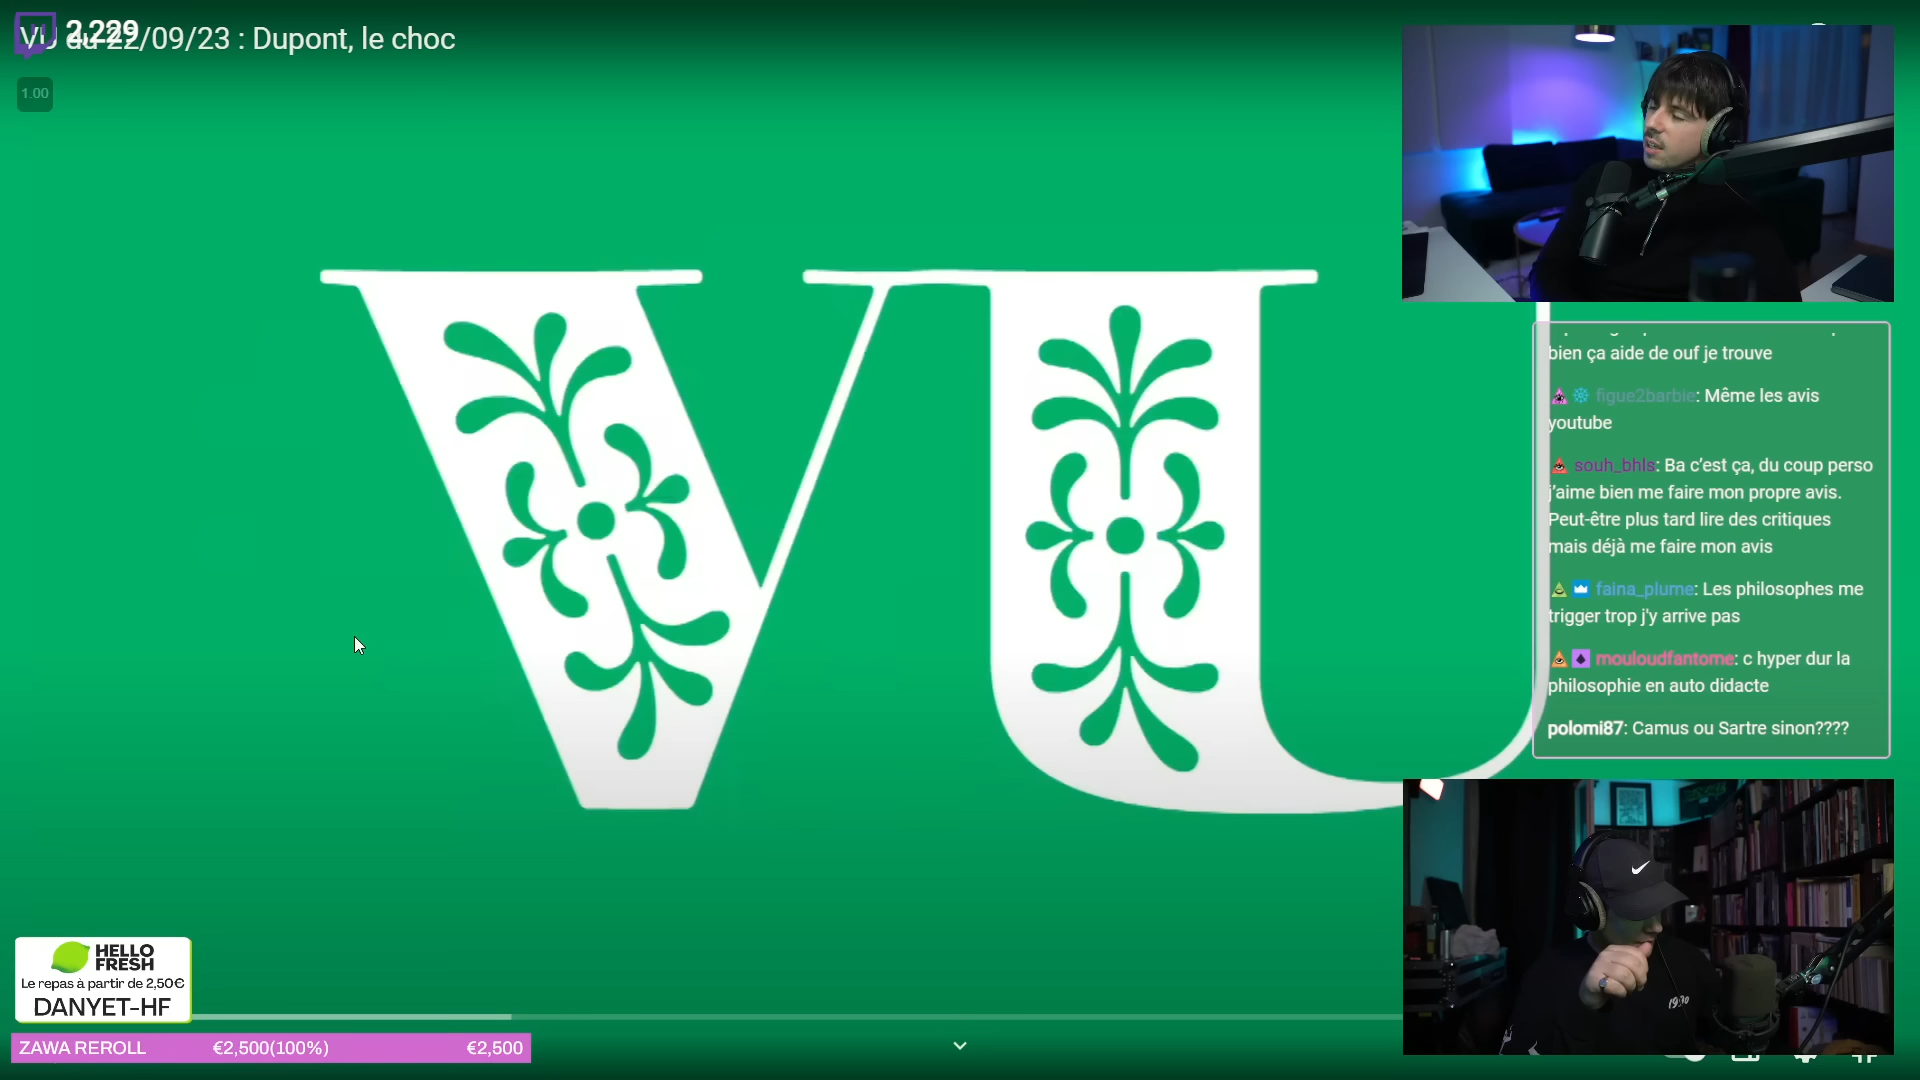 2,229
VU du 22/09/23 : Dupont, le choc
1.00
VU
bien ça aide de ouf je trouve
figue2barbie: Même les avis
youtube
souh_bhls: Ba c'est ça, du coup perso
j'aime bien me faire mon propre avis.
Peut-être plus tard lire des critiques
mais déjà me faire mon avis
faina_plume: Les philosophes me
trigger trop j'y arrive pas
mouloudfantome: c hyper dur la
philosophie en auto didacte
polomi87: Camus ou Sartre sinon????
HELLO
FRESH
Le repas à partir de 2,50€
DANYET-HF
ZAWA REROLL €2,500(100%) €2,500